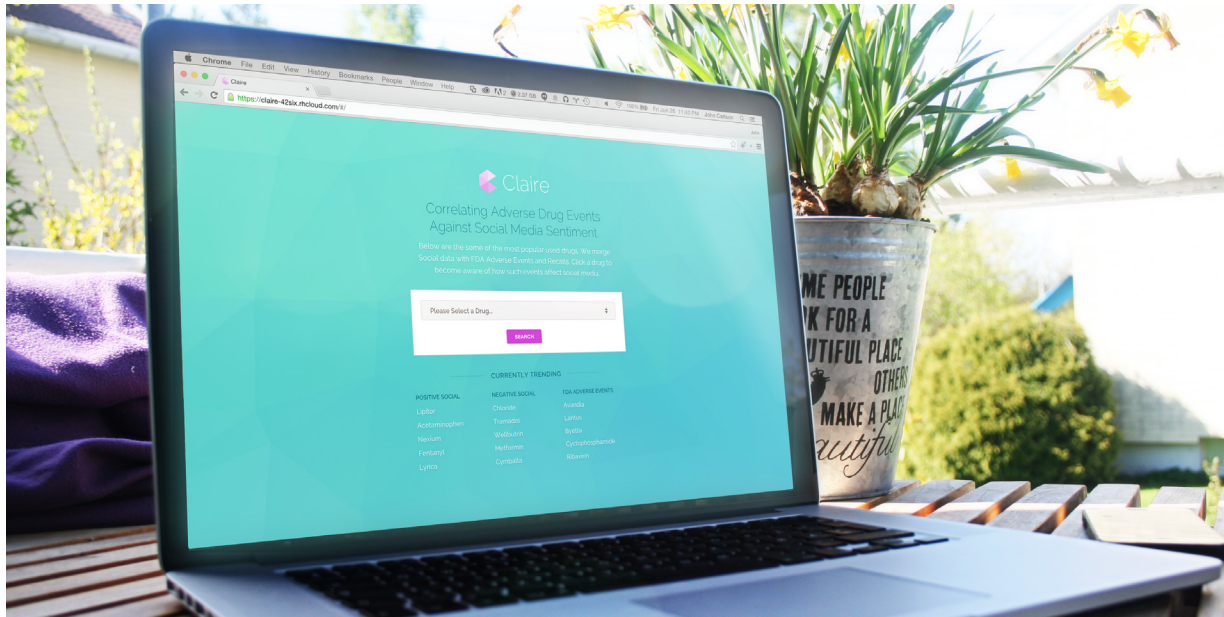 Chrome File Edit View History Bookmarks People Window Help
Claire
https://claire-42six.rhcloud.com/#/
Claire
Correlating Adverse Drug Events
Against Social Media Sentiment.
Below are the some of the most popular used drugs. We merge
Social data with FDA Adverse Events and Recalls. Click a drug to
become aware of how such events affect social media.
Please Select a Drug...
SEARCH
CURRENTLY TRENDING
POSITIVE SOCIAL NEGATIVE SOCIAL FDA ADVERSE EVENTS
Lipitor Chloride Avandia
Acetaminophen Tramadol Lantus
Nexium Wellbutrin Byetta
Fentanyl Metformin Cyclophosphamide
Lyrica Cymbalta Ribavirin
ME PEOPLE
K FOR A
UTIFUL PLACE
OTHERS
MAKE A PLACE
autiful